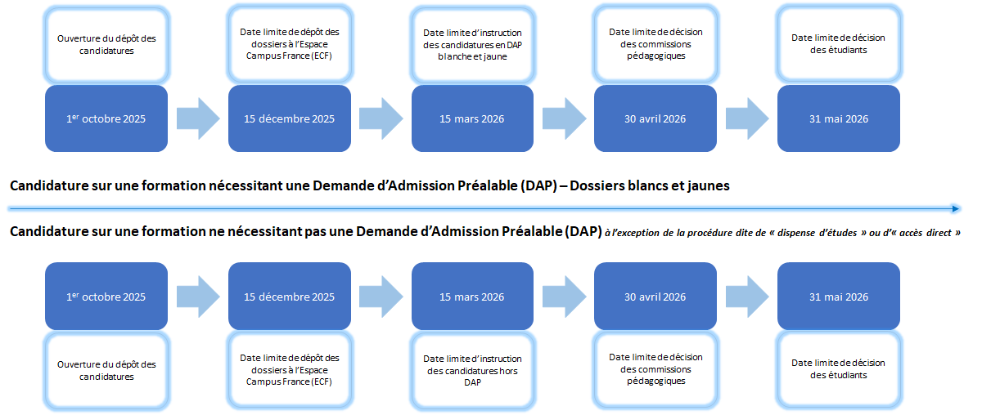 Ouverture du dépôt des
candidatures
Date limite de dépôt des
dossiers à l'Espace
Campus France (ECF)
Date limite d'instruction
des candidatures en DAP
blanche et jaune
Date limite de décision
des commissions
pédagogiques
Date limite de décision
des étudiants
1er octobre 2025
15 décembre 2025
15 mars 2026
30 avril 2026
31 mai 2026
Candidature sur une formation nécessitant une Demande d'Admission Préalable (DAP) – Dossiers blancs et jaunes
Candidature sur une formation ne nécessitant pas une Demande d'Admission Préalable (DAP) à l'exception de la procédure dite de « dispense d'études » ou d'« accès direct »
1er octobre 2025
15 décembre 2025
15 mars 2026
30 avril 2026
31 mai 2026
Ouverture du dépôt des
candidatures
Date limite de dépôt des
dossiers à l'Espace
Campus France (ECF)
Date limite d'instruction
des candidatures hors
DAP
Date limite de décision
des commissions
pédagogiques
Date limite de décision
des étudiants